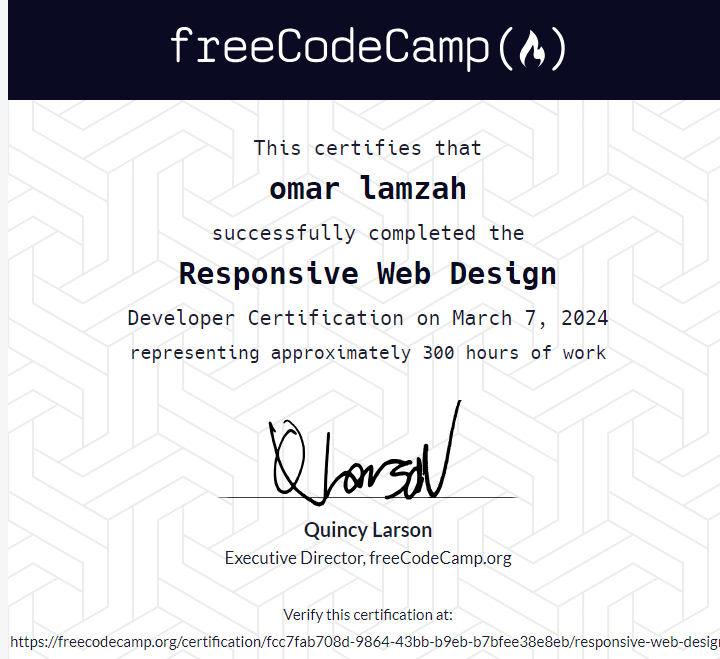 freeCodeCamp(🔥)
This certifies that
omar lamzah
successfully completed the
Responsive Web Design
Developer Certification on March 7, 2024
representing approximately 300 hours of work
Q Larson
Quincy Larson
Executive Director, freeCodeCamp.org
Verify this certification at:
https://freecodecamp.org/certification/fcc7fab708d-9864-43bb-b9eb-b7bfee38e8eb/responsive-web-design